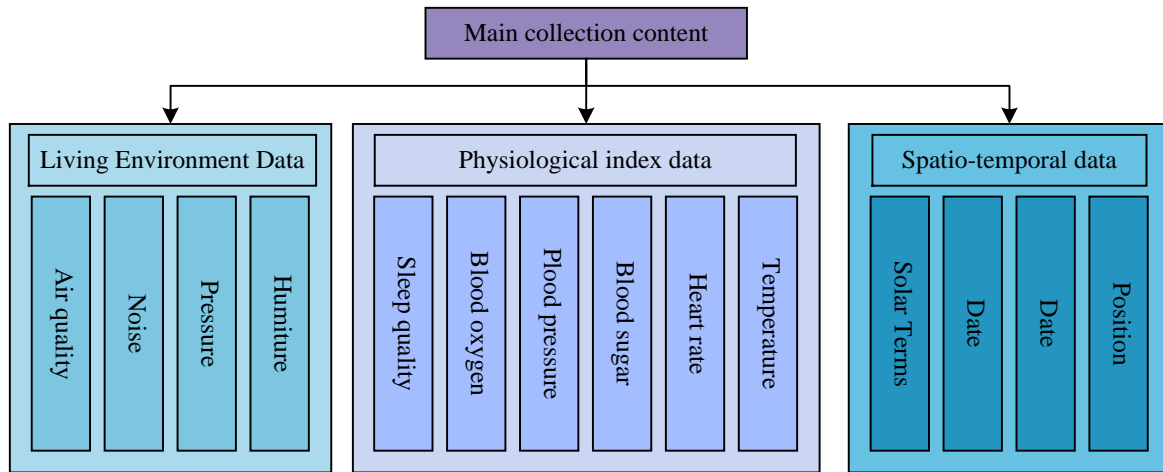 Main collection content
Living Environment Data
Air quality
Noise
Pressure
Humiture
Physiological index data
Sleep quality
Blood oxygen
Plood pressure
Blood sugar
Heart rate
Temperature
Spatio-temporal data
Solar Terms
Date
Date
Position